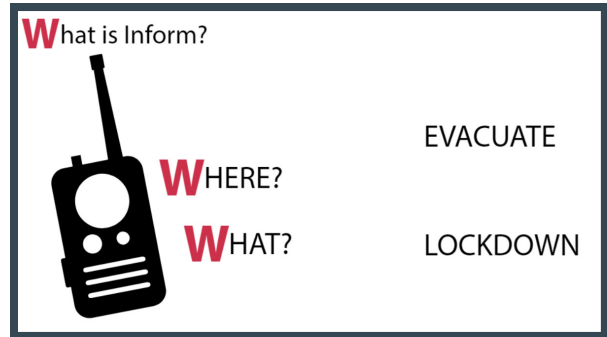 What is Inform?
WHERE?
EVACUATE
WHAT?
LOCKDOWN